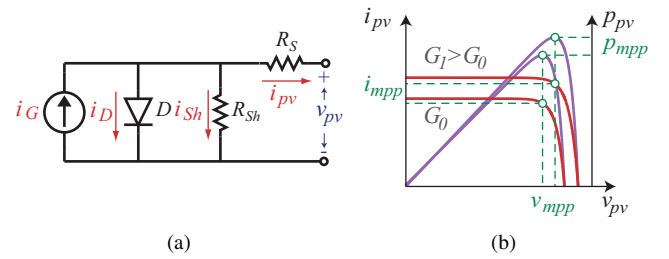 R_S
i_pv
+
i_G
i_D
D
i_Sh
R_Sh
v_pv
-
(a)
i_pv
p_pv
G_1>G_0
p_mpp
i_mpp
G_0
v_mpp
v_pv
(b)